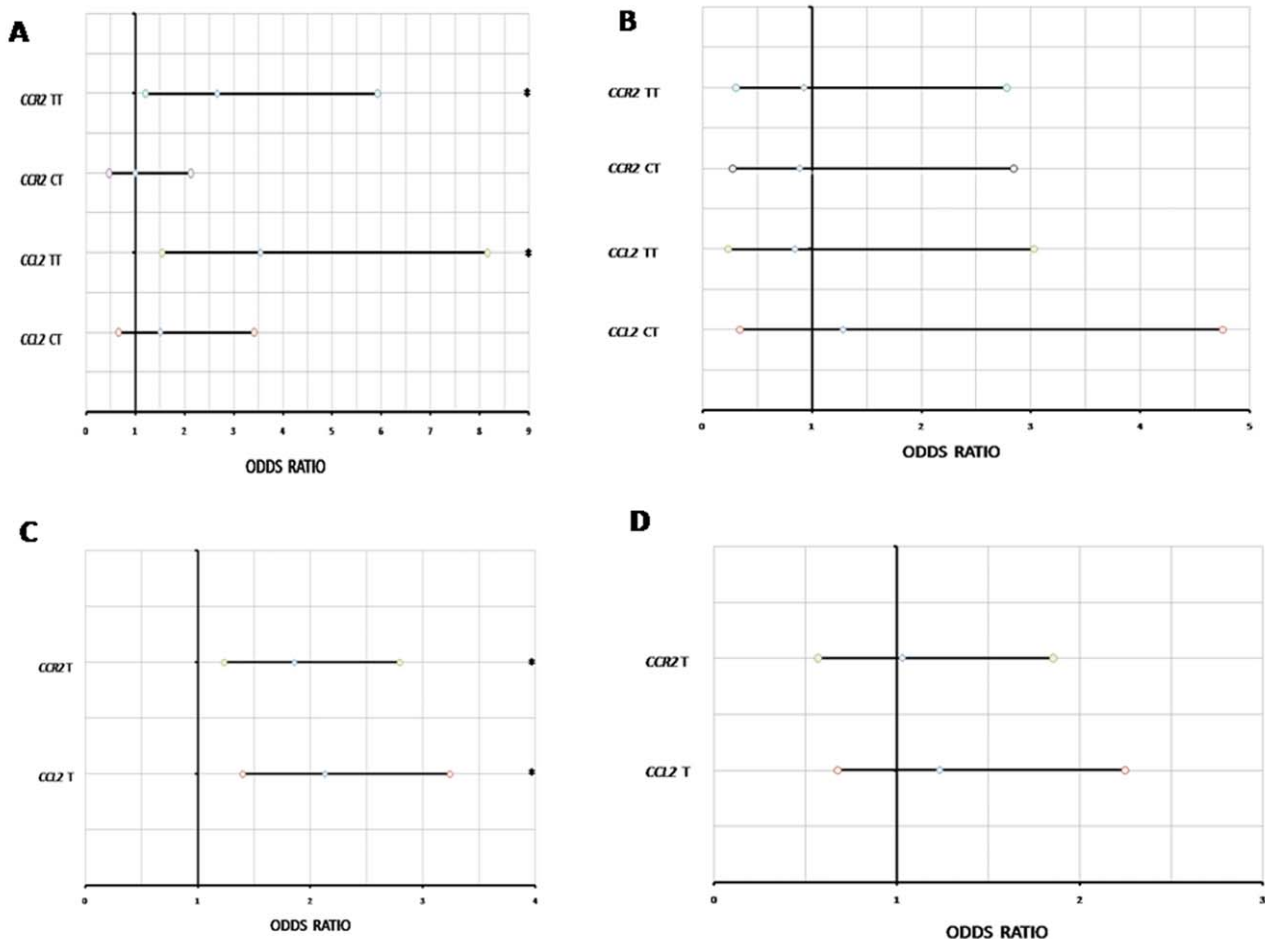 A
CCR2 TT
*
CCR2 CT
CCL2 TT
*
CCL2 CT
0 1 2 3 4 5 6 7 8 9
ODDS RATIO
B
CCR2 TT
CCR2 CT
CCL2 TT
CCL2 CT
0 1 2 3 4 5
ODDS RATIO
C
CCR2 T
*
CCL2 T
*
0 1 2 3 4
ODDS RATIO
D
CCR2 T
CCL2 T
0 1 2 3
ODDS RATIO